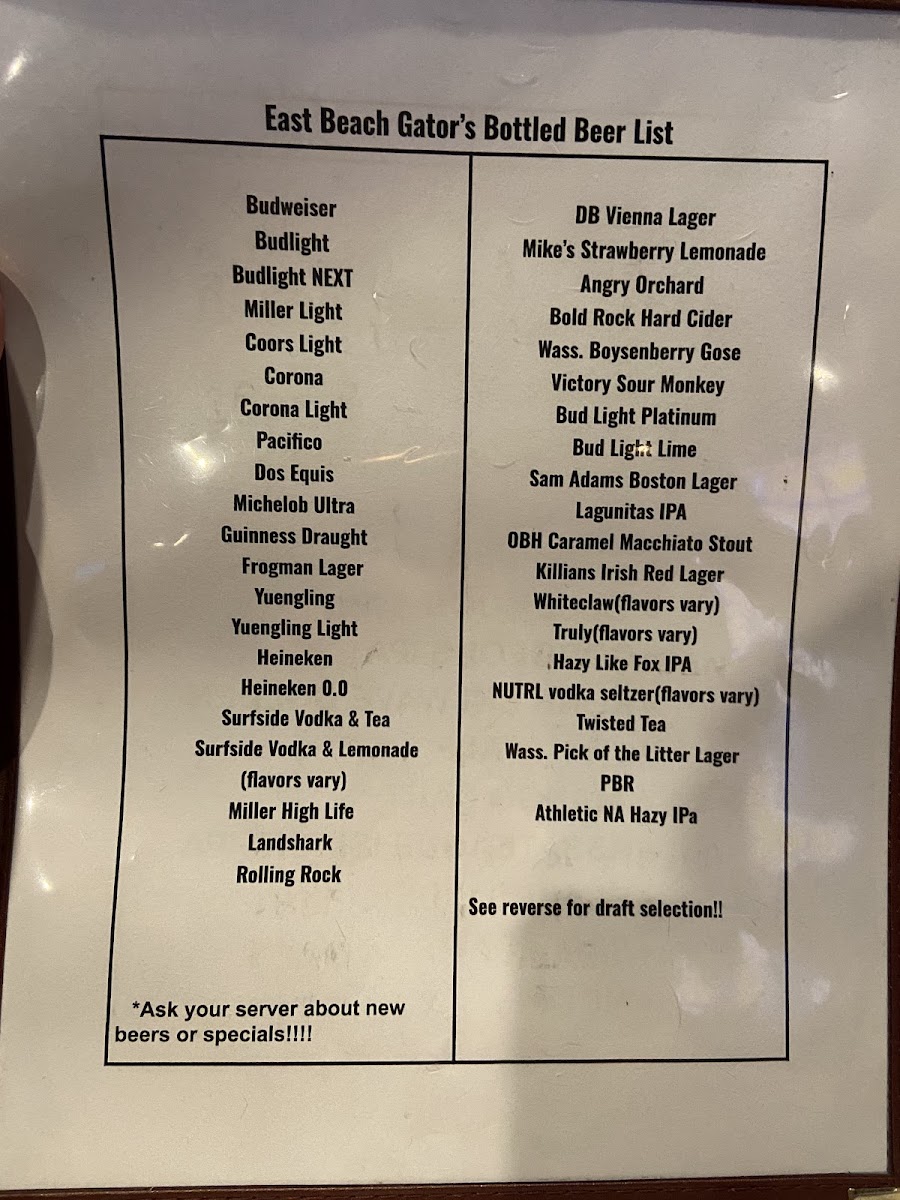 East Beach Gator's Bottled Beer List
Budweiser
Budlight
Budlight NEXT
Miller Light
Coors Light
Corona
Corona Light
Pacifico
Dos Equis
Michelob Ultra
Guinness Draught
Frogman Lager
Yuengling
Yuengling Light
Heineken
Heineken 0.0
Surfside Vodka & Tea
Surfside Vodka & Lemonade
(flavors vary)
Miller High Life
Landshark
Rolling Rock
*Ask your server about new
beers or specials!!!!
DB Vienna Lager
Mike's Strawberry Lemonade
Angry Orchard
Bold Rock Hard Cider
Wass. Boysenberry Gose
Victory Sour Monkey
Bud Light Platinum
Bud Light Lime
Sam Adams Boston Lager
Lagunitas IPA
OBH Caramel Macchiato Stout
Killians Irish Red Lager
Whiteclaw(flavors vary)
Truly(flavors vary)
Hazy Like Fox IPA
NUTRL vodka seltzer(flavors vary)
Twisted Tea
Wass. Pick of the Litter Lager
PBR
Athletic NA Hazy IPa
See reverse for draft selection!!